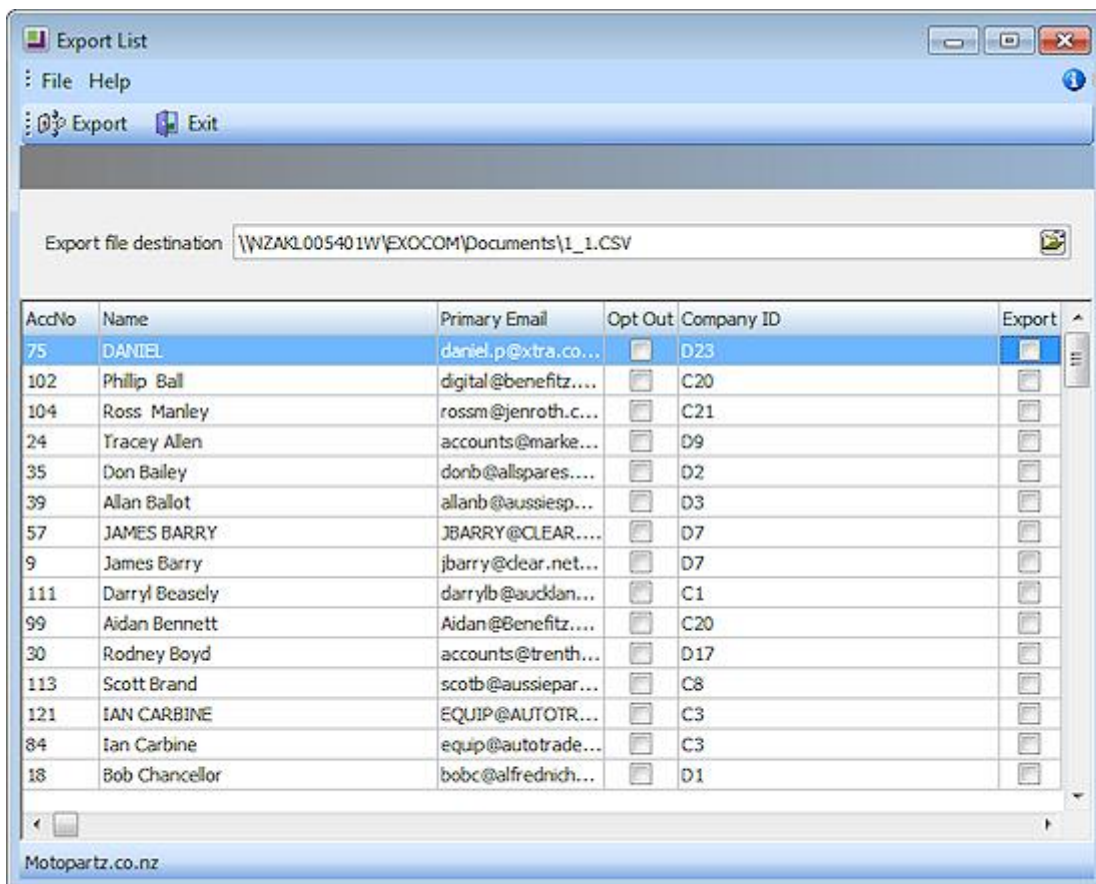 Export List
File Help
Export Exit
Export file destination \\NZAKL005401W\EXOCOM\Documents\1_1.CSV
AccNo Name Primary Email Opt Out Company ID Export
75 DANIEL daniel.p@xtra.co... D23
102 Phillip Ball digital@benefitz.... C20
104 Ross Manley rossm@jenroth.c... C21
24 Tracey Allen accounts@marke... D9
35 Don Bailey donb@allspares.... D2
39 Allan Ballot allanb@aussiesp... D3
57 JAMES BARRY JBARRY@CLEAR.... D7
9 James Barry jbarry@clear.net... D7
111 Darryl Beasely darrylb@aucklan... C1
99 Aidan Bennett Aidan@Benefitz.... C20
30 Rodney Boyd accounts@trenth... D17
113 Scott Brand scotb@aussiepar... C8
121 IAN CARBINE EQUIP@AUTOTR... C3
84 Ian Carbine equip@autotrade... C3
18 Bob Chancellor bobc@alfrednich... D1
Motopartz.co.nz